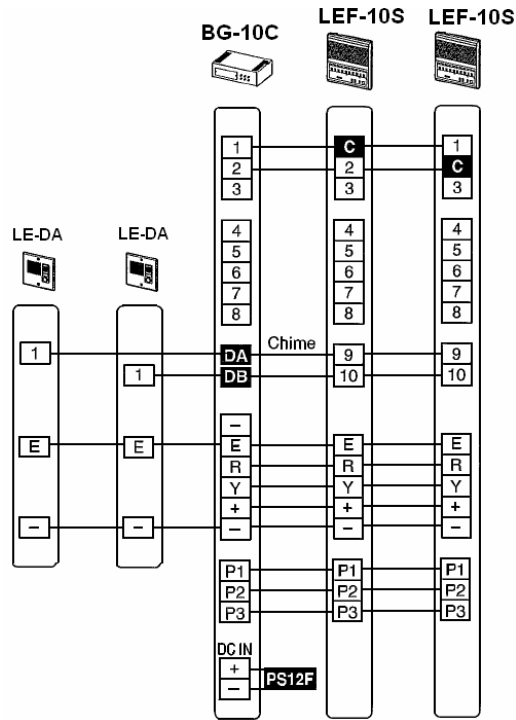 BG-10C LEF-10S LEF-10S
1 C 1
2 2 C
3 3 3
4 4 4
LE-DA LE-DA
5 5 5
6 6 6
7 7 7
8 8 8
Chime
1 DA 9 9
1 DB 10 10
–
E E E E E
R R R
Y Y Y
+ + +
– – – – –
P1 P1 P1
P2 P2 P2
P3 P3 P3
DC IN
+
PS12F
–